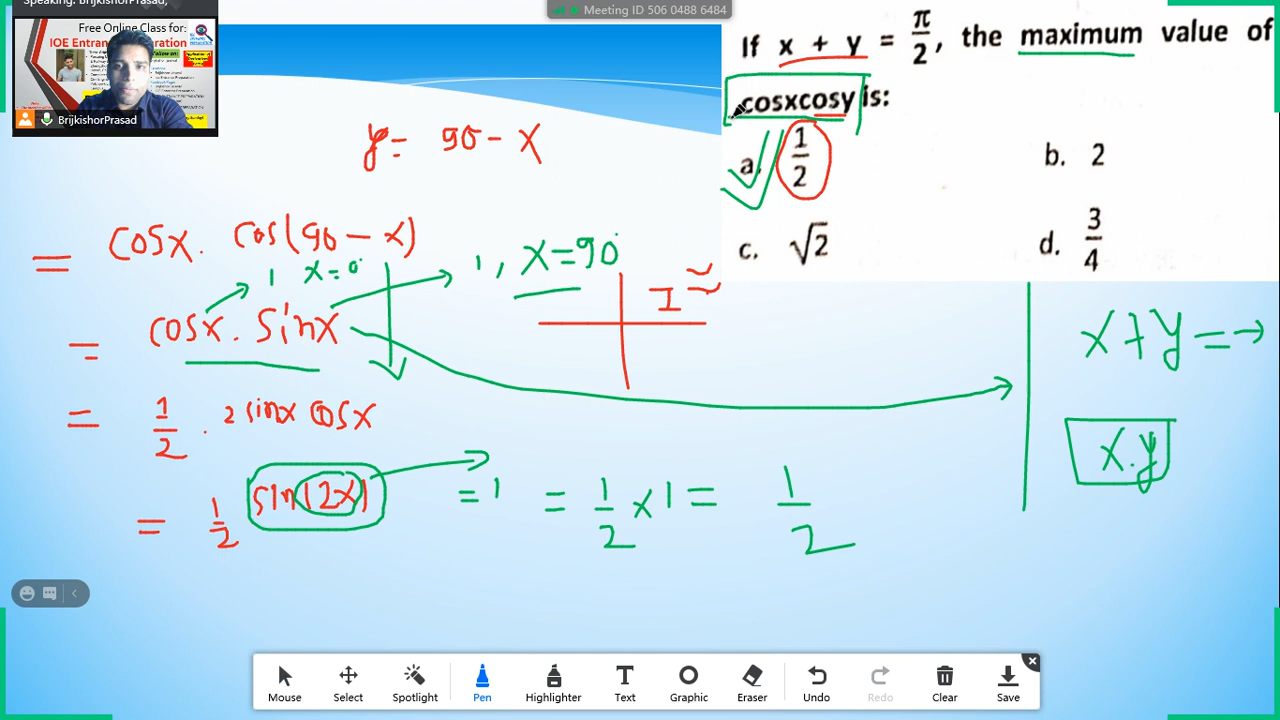 Speaking: BrijkishorPrasad,
Meeting ID 506 0488 6484
Free Online Class for:
BrijkishorPrasad
If x + y = π/2, the maximum value of
cosxcosy is:
a. 1/2
b. 2
c. √2
d. 3/4
y = 90 - x
= cosx. cos(90 - x)
1 x=0° 1, x=90°
= cosx. sinx
I
x+y = →
= 1/2 . 2 sinx cosx
x.y
= 1/2 sin(2x) = 1 = 1/2 x 1 = 1/2
Mouse Select Spotlight Pen Highlighter Text Graphic Eraser Undo Redo Clear Save